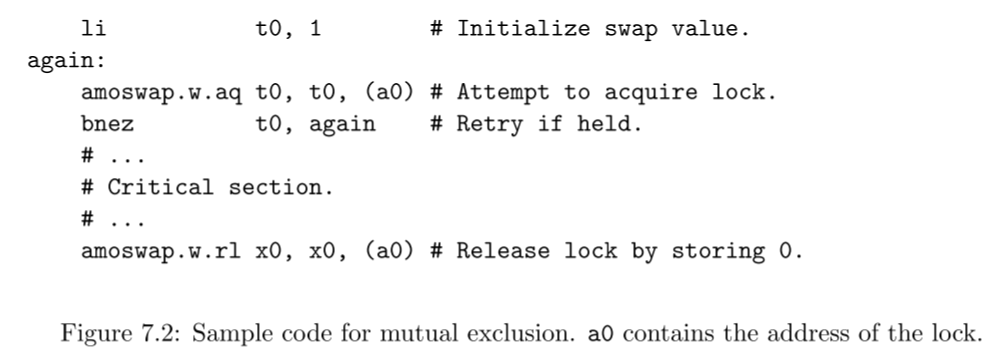 li t0, 1 # Initialize swap value.
again:
amoswap.w.aq t0, t0, (a0) # Attempt to acquire lock.
bnez t0, again # Retry if held.
# ...
# Critical section.
# ...
amoswap.w.rl x0, x0, (a0) # Release lock by storing 0.
Figure 7.2: Sample code for mutual exclusion. a0 contains the address of the lock.